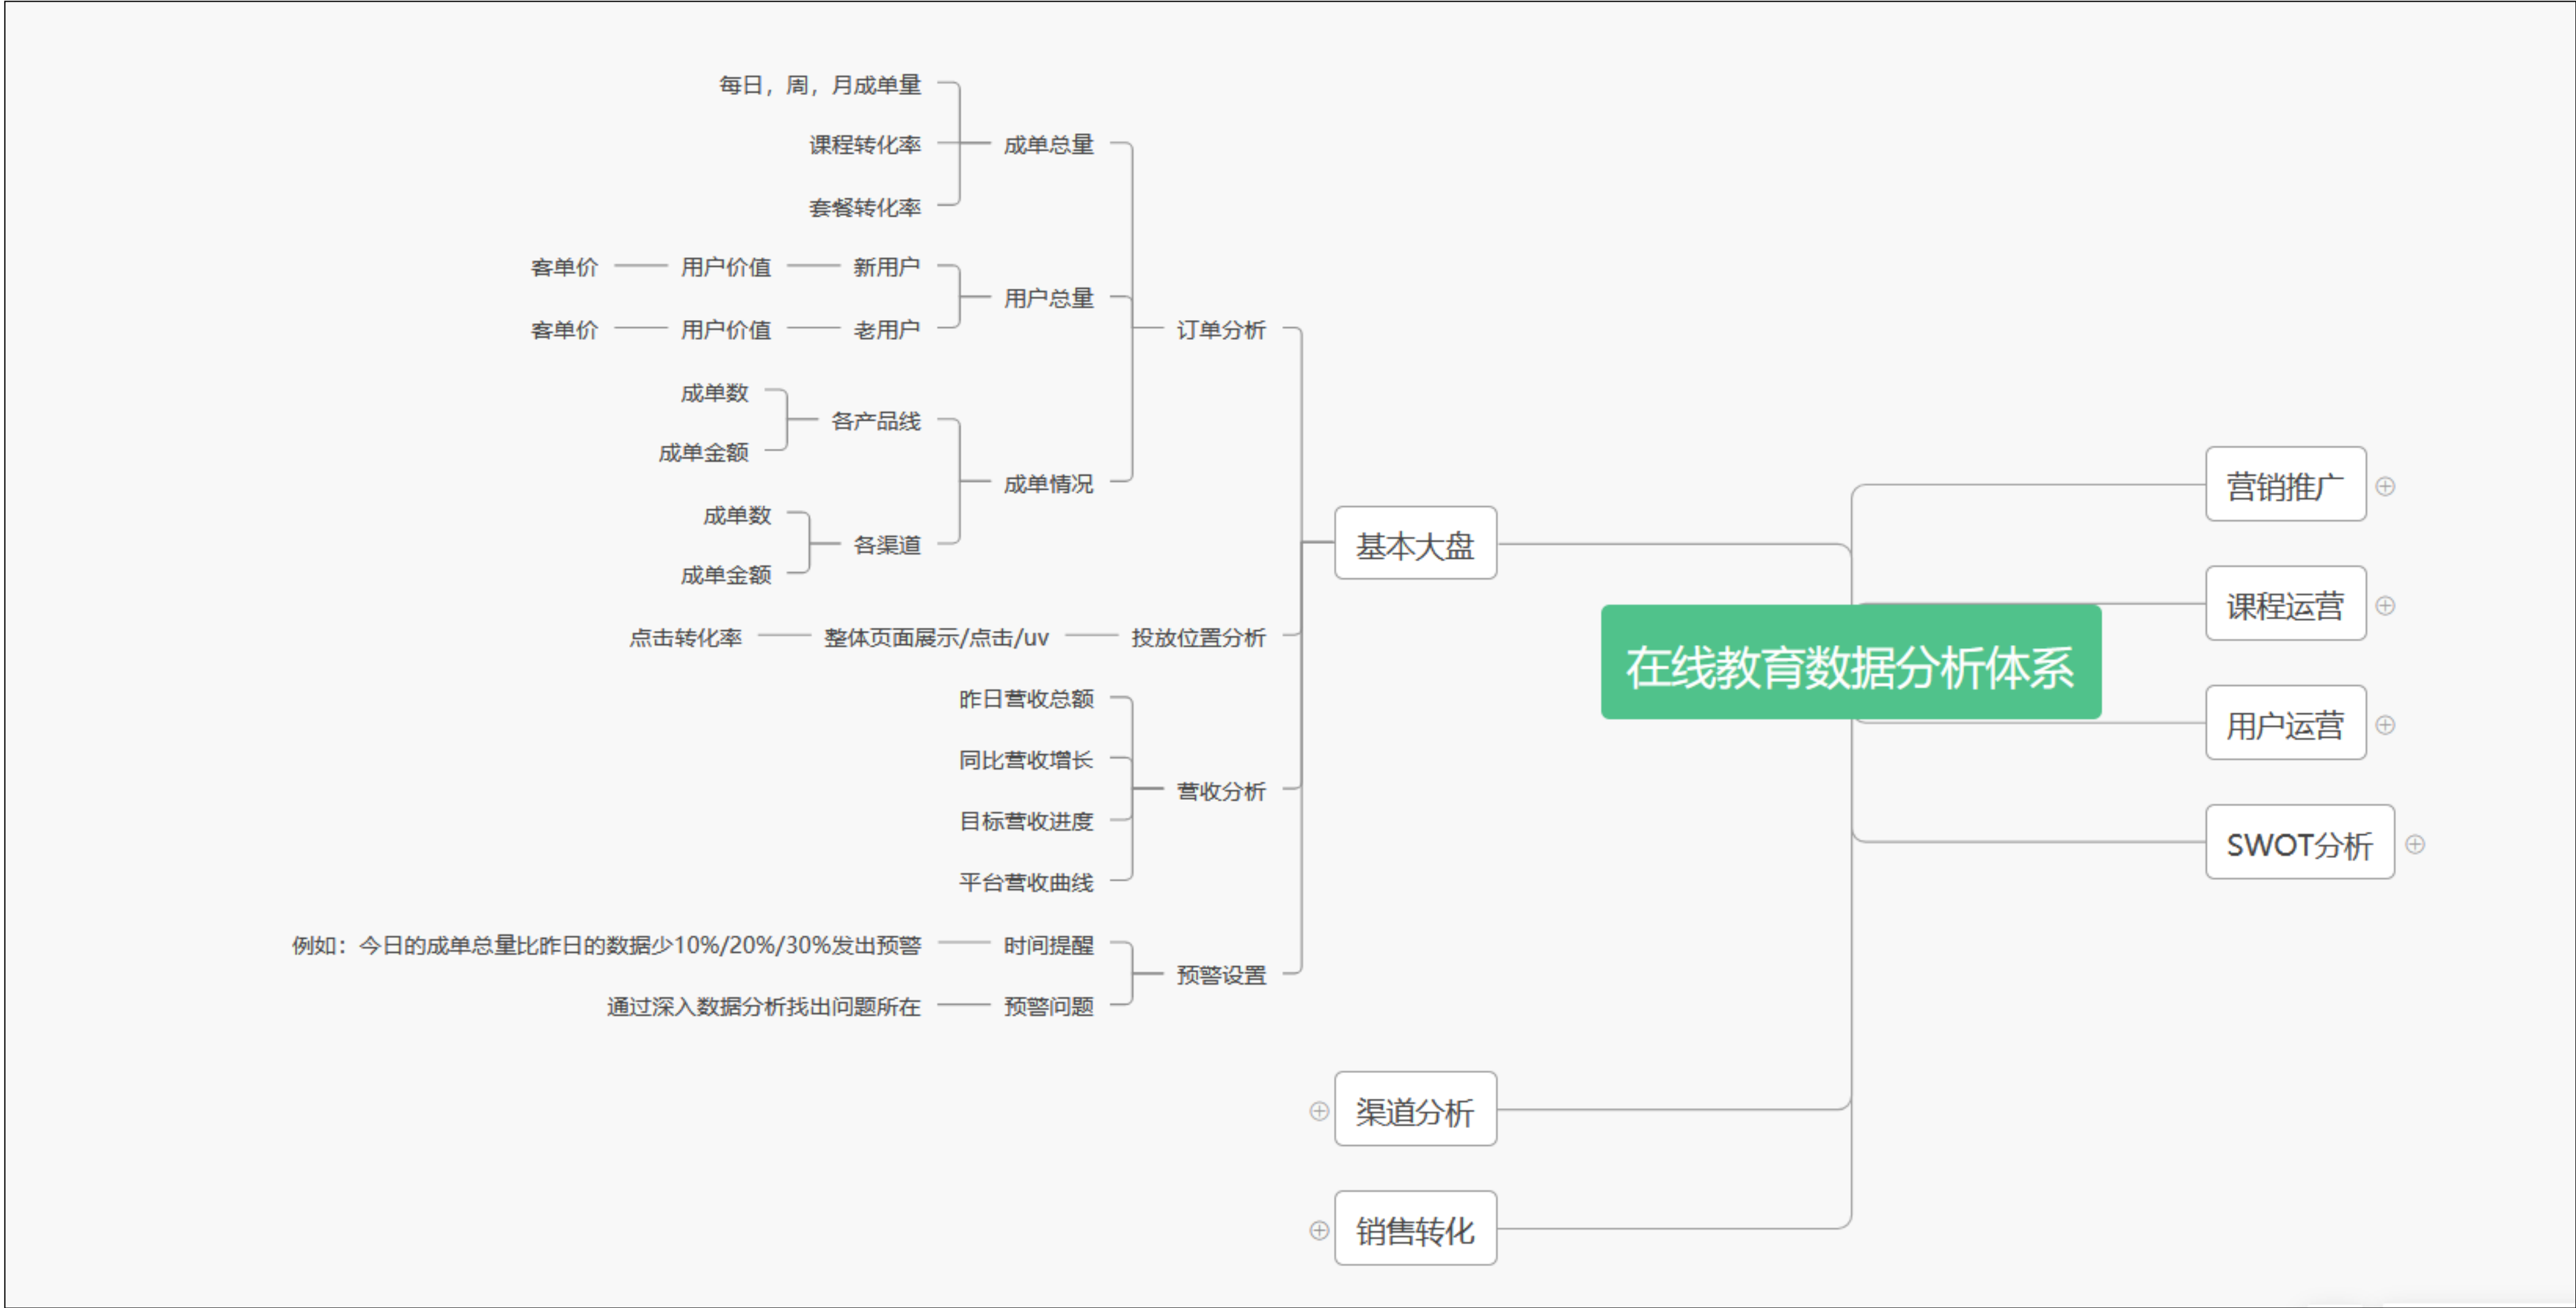 每日，周，月成单量
课程转化率
成单总量
套餐转化率
客单价
用户价值
新用户
用户总量
客单价
用户价值
老用户
订单分析
成单数
各产品线
成单金额
成单情况
成单数
各渠道
成单金额
点击转化率
整体页面展示/点击/uv
投放位置分析
昨日营收总额
同比营收增长
营收分析
目标营收进度
平台营收曲线
例如：今日的成单总量比昨日的数据少10%/20%/30%发出预警
时间提醒
预警设置
通过深入数据分析找出问题所在
预警问题
基本大盘
渠道分析
销售转化
在线教育数据分析体系
营销推广
课程运营
用户运营
SWOT分析